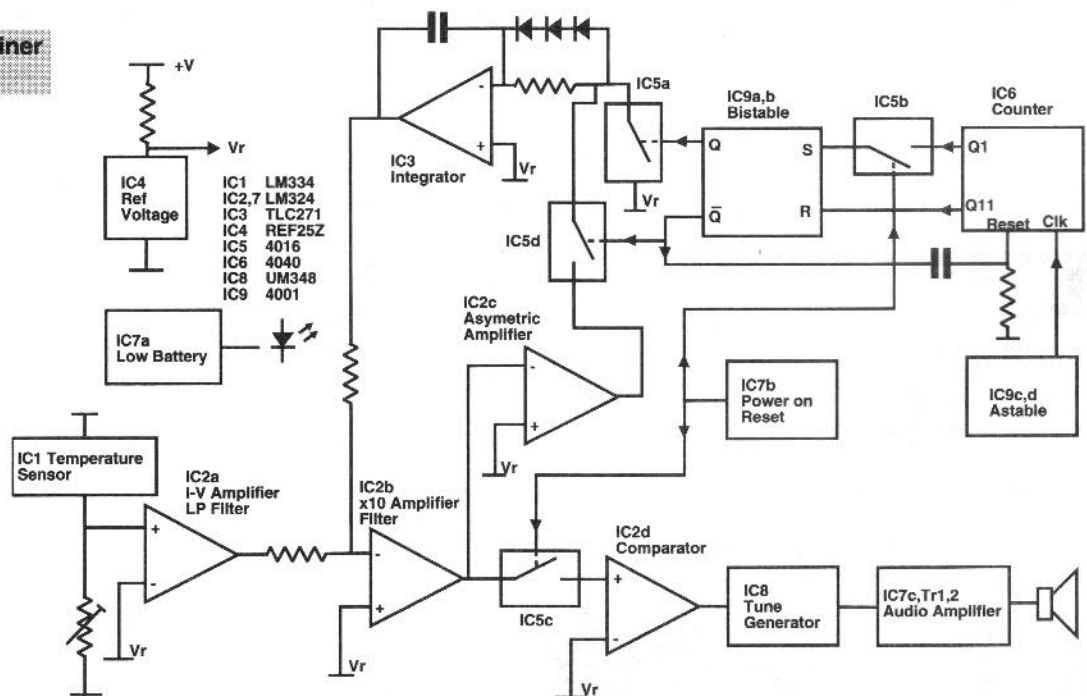 iner
+V
Vr
IC4
Ref
Voltage
IC1 LM334
IC2,7 LM324
IC3 TLC271
IC4 REF25Z
IC5 4016
IC6 4040
IC8 UM348
IC9 4001
IC7a
Low Battery
-
+
Vr
IC3
Integrator
IC5a
Vr
IC9a,b
Bistable
Q
Q̅
S
R
IC5b
IC6
Counter
Q1
Q11
Reset
Clk
IC5d
IC2c
Asymetric
Amplifier
-
+
Vr
IC7b
Power on
Reset
IC9c,d
Astable
IC1 Temperature
Sensor
IC2a
I-V Amplifier
LP Filter
+
-
Vr
IC2b
x10 Amplifier
Filter
-
+
Vr
IC5c
IC2d
Comparator
+
-
Vr
IC8
Tune
Generator
IC7c,Tr1,2
Audio Amplifier